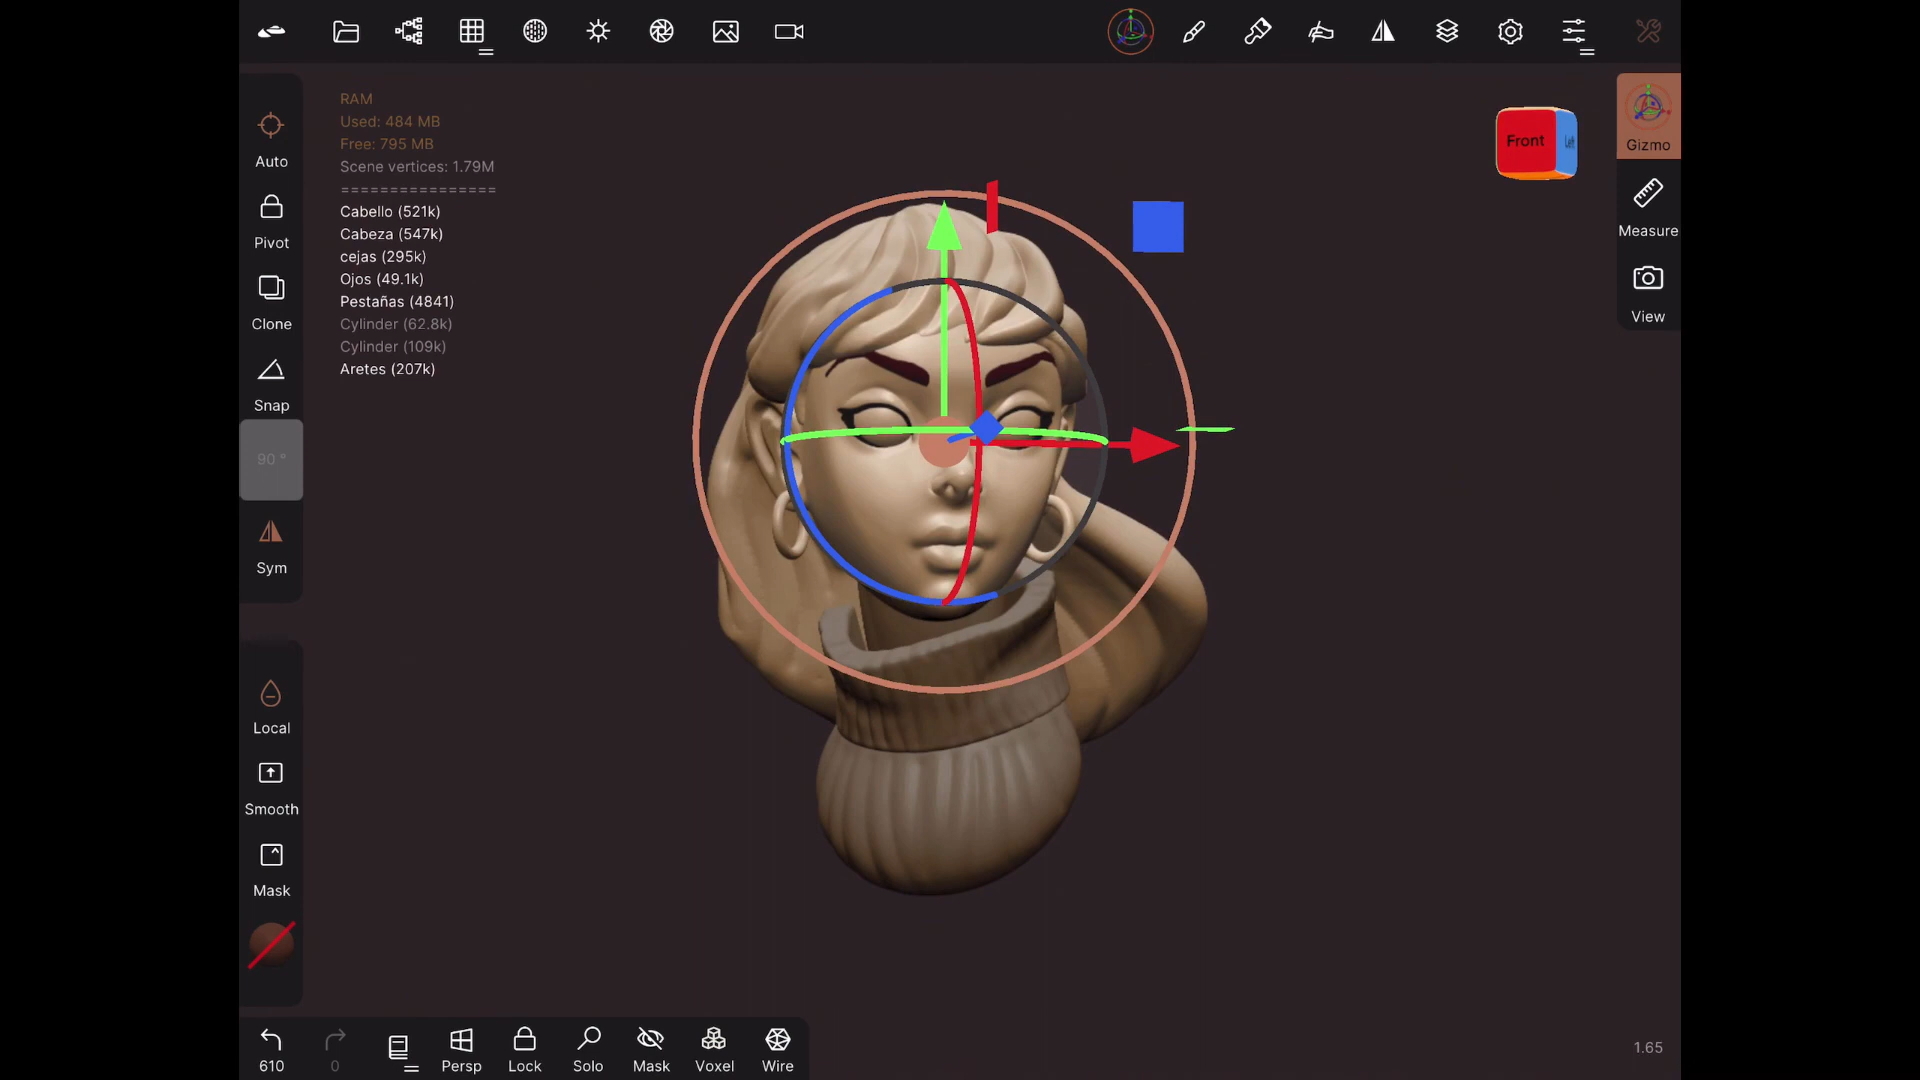 RAM
Used: 484 MB
Free: 795 MB
Scene vertices: 1.79M
================
Cabello (521k)
Cabeza (547k)
cejas (295k)
Ojos (49.1k)
Pestañas (4841)
Cylinder (62.8k)
Cylinder (109k)
Aretes (207k)
Auto
Pivot
Clone
Snap
90 °
Sym
Local
Smooth
Mask
Front
Left
Gizmo
Measure
View
610
0
Persp
Lock
Solo
Mask
Voxel
Wire
1.65